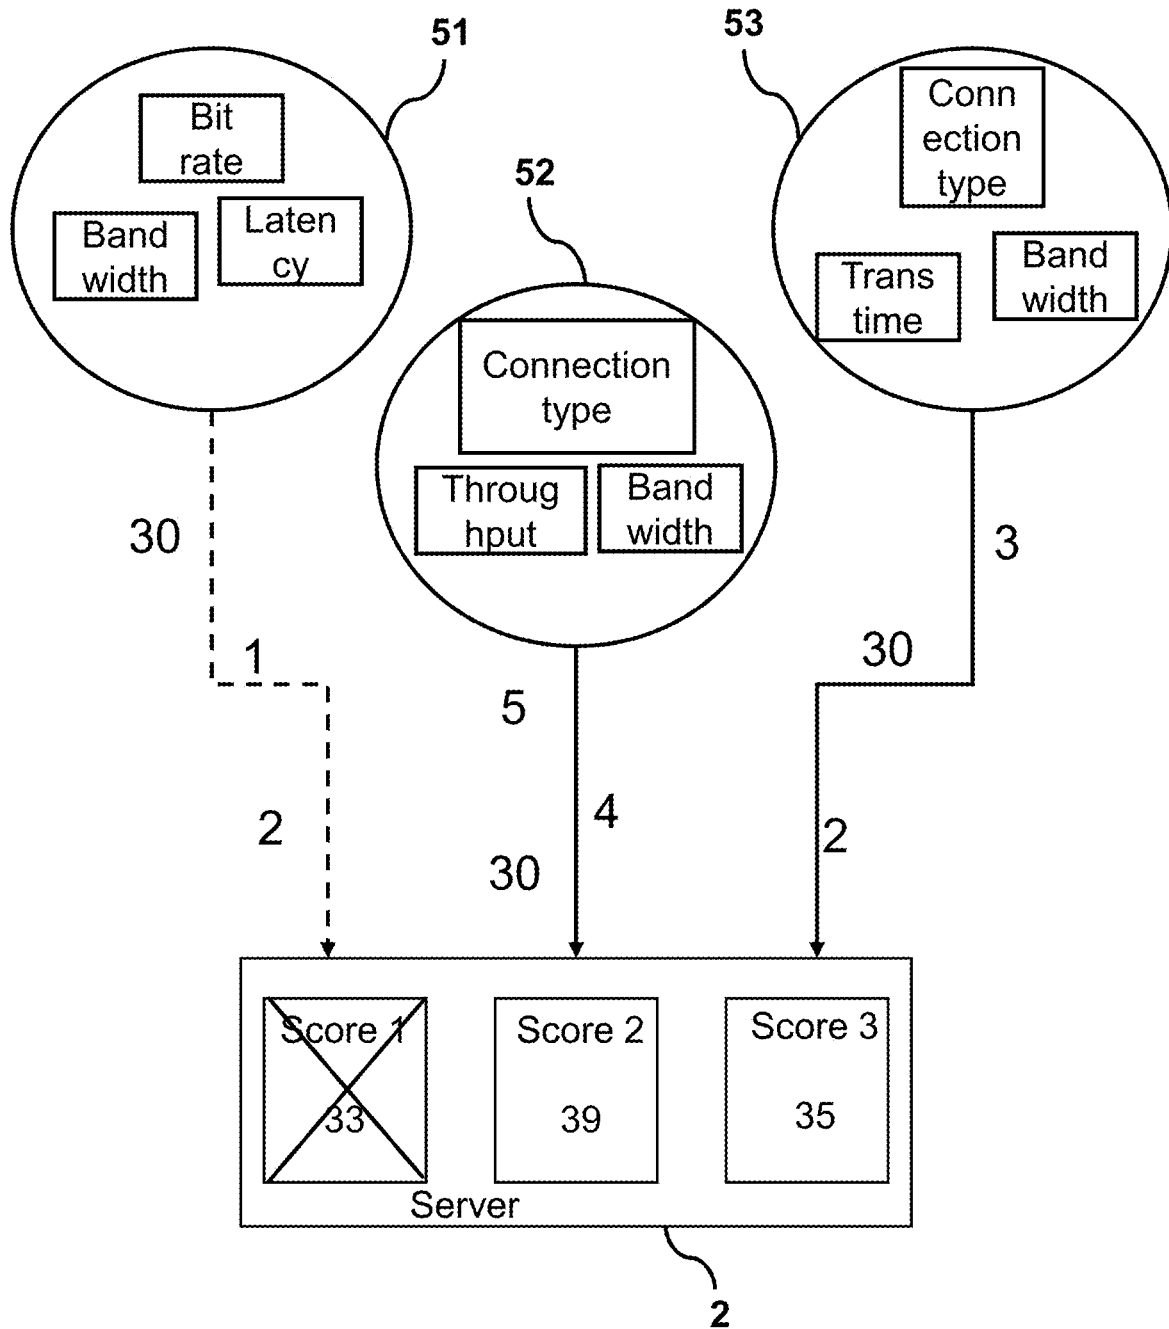 51
53
52
Bit
rate
Band
width
Laten
cy
Connection
type
Throug
hput
Band
width
Conn
ection
type
Trans
time
Band
width
30
1
2
5
4
30
3
30
2
Score 1
33
Score 2
39
Score 3
35
Server
2